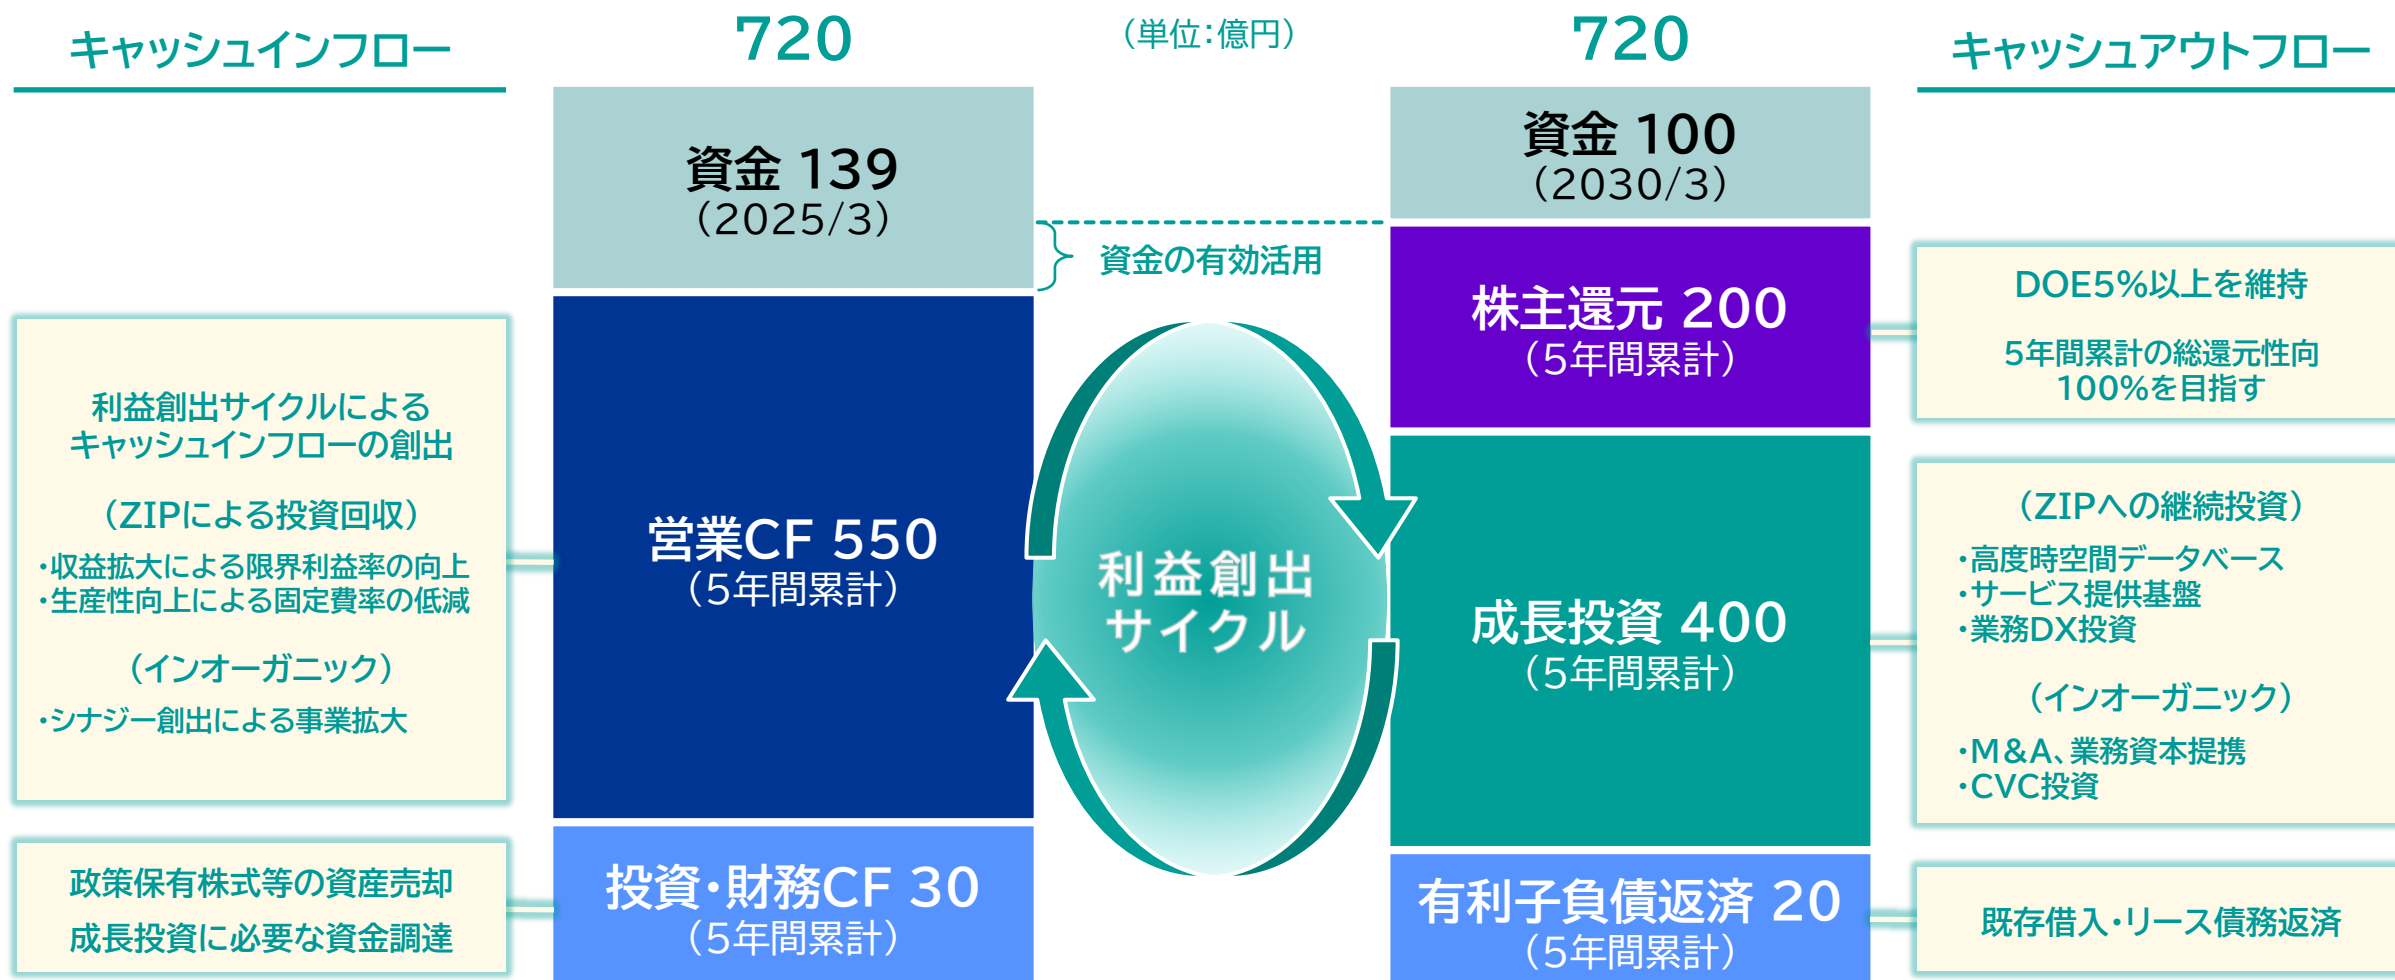 キャッシュインフロー
720
（単位：億円）
720
キャッシュアウトフロー
資金 139
（2025/3）
資金 100
（2030/3）
資金の有効活用
利益創出サイクルによる
キャッシュインフローの創出
（ZIPによる投資回収）
・収益拡大による限界利益率の向上
・生産性向上による固定費率の低減
（インオーガニック）
・シナジー創出による事業拡大
営業CF 550
（5年間累計）
利益創出
サイクル
株主還元 200
（5年間累計）
DOE5%以上を維持
5年間累計の総還元性向
100%を目指す
成長投資 400
（5年間累計）
（ZIPへの継続投資）
・高度時空間データベース
・サービス提供基盤
・業務DX投資
（インオーガニック）
・M&A、業務資本提携
・CVC投資
政策保有株式等の資産売却
成長投資に必要な資金調達
投資・財務CF 30
（5年間累計）
有利子負債返済 20
（5年間累計）
既存借入・リース債務返済